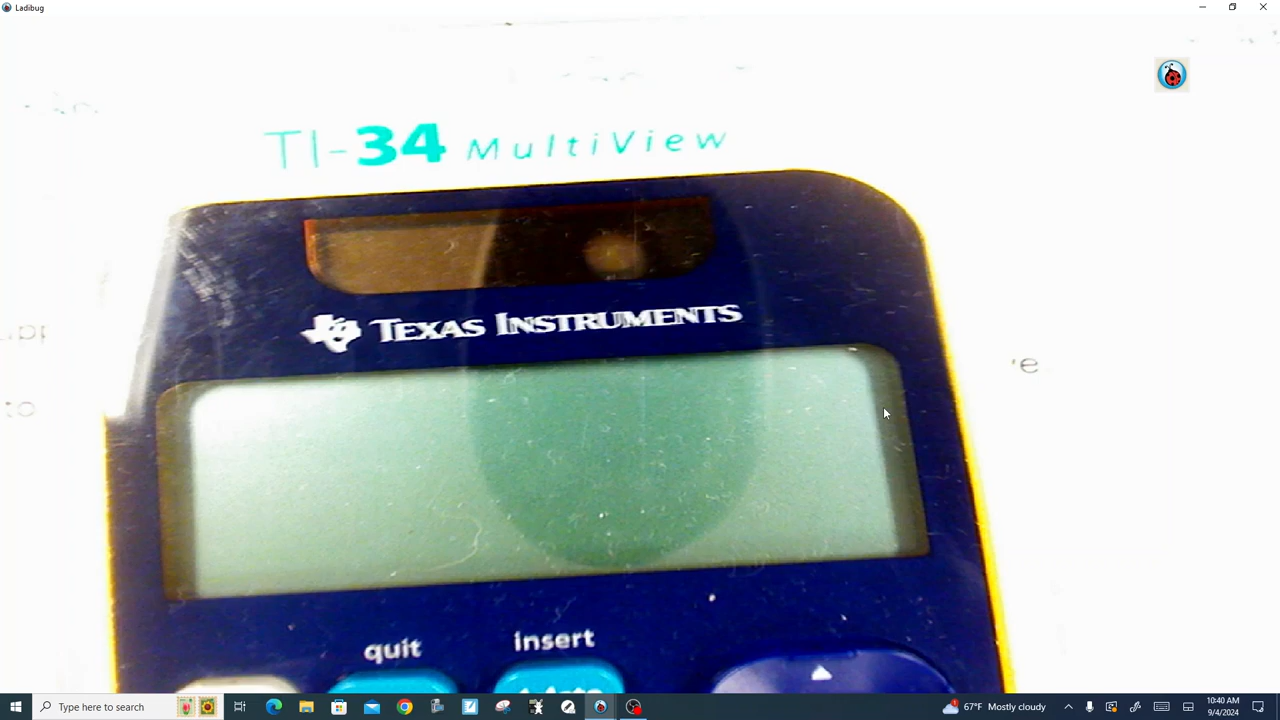 Ladibug
TI-34 MultiView
TEXAS INSTRUMENTS
to
quit insert
Type here to search
67°F Mostly cloudy
10:40 AM
9/4/2024